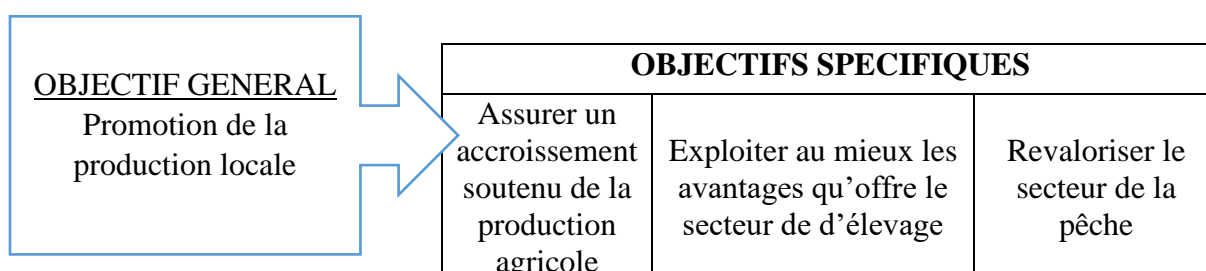 OBJECTIF GENERAL
Promotion de la
production locale
OBJECTIFS SPECIFIQUES
Assurer un
accroissement
soutenu de la
production
agricole
Exploiter au mieux les
avantages qu’offre le
secteur de d’élevage
Revaloriser le
secteur de la
pêche